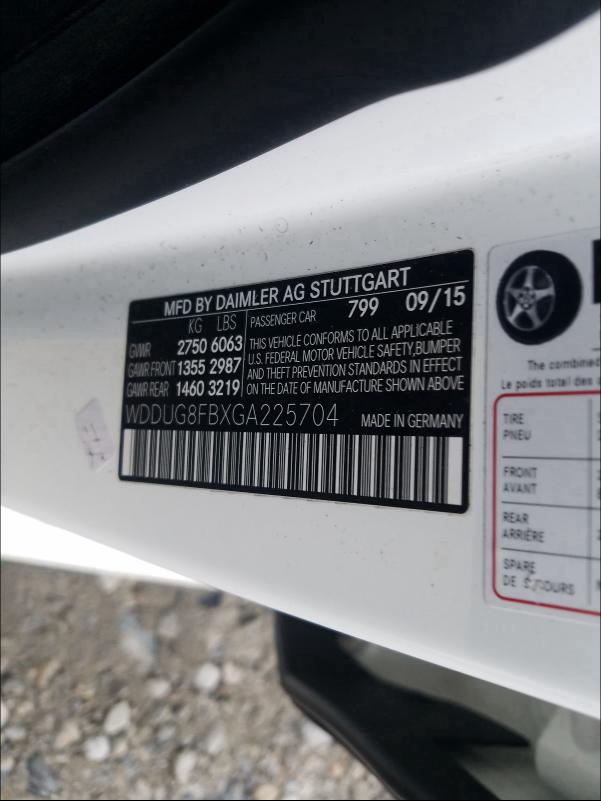 MFD BY DAIMLER AG STUTTGART
KG LBS PASSENGER CAR 799 09/15
GVWR 2750 6063
GAWR FRONT 1355 2987
GAWR REAR 1460 3219
THIS VEHICLE CONFORMS TO ALL APPLICABLE
U.S. FEDERAL MOTOR VEHICLE SAFETY,BUMPER
AND THEFT PREVENTION STANDARDS IN EFFECT
ON THE DATE OF MANUFACTURE SHOWN ABOVE
WDDUG8FBXGA225704 MADE IN GERMANY
The combined
Le poids total des
TIRE
PNEU
FRONT
AVANT
REAR
ARRIÈRE
SPARE
DE SECOURS